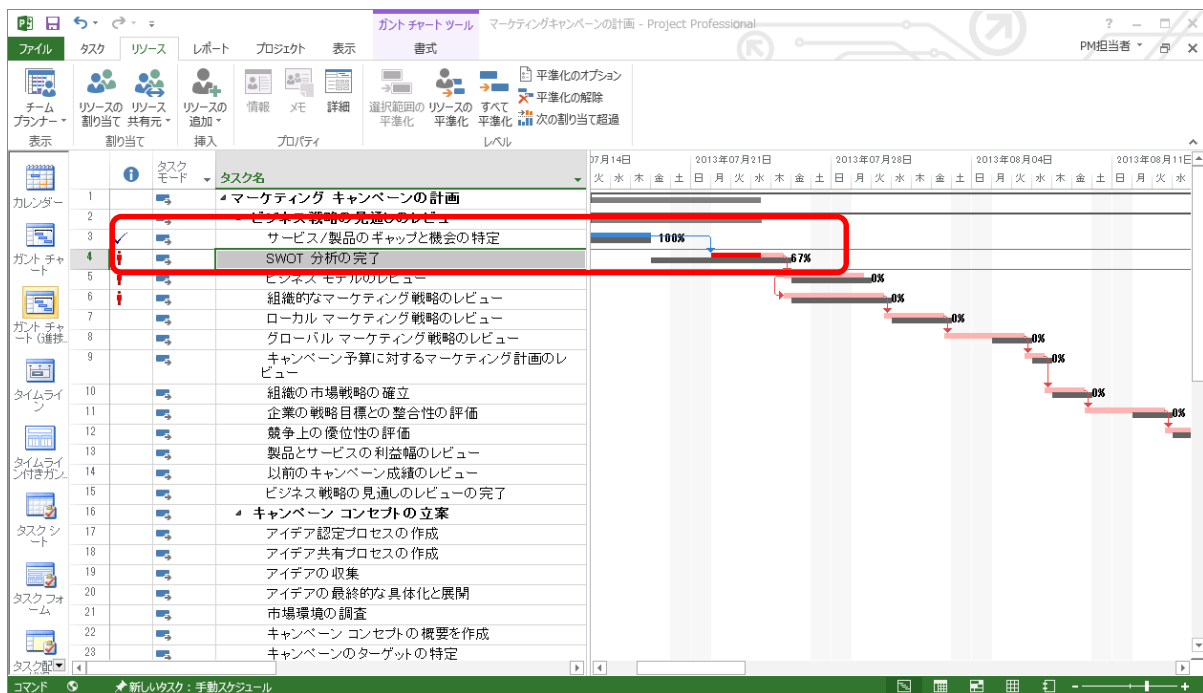 ガント チャート ツール
マーケティングキャンペーンの計画 - Project Professional
ファイル タスク リソース レポート プロジェクト 表示 書式
PM担当者
チーム プランナー
リソースの 割り当て
リソース 共有元
リソースの 追加
情報 メモ 詳細
選択範囲の 平準化
リソースの 平準化
すべて 平準化
平準化のオプション
平準化の解除
次の割り当て超過
表示 割り当て 挿入 プロパティ レベル
タスク モード
タスク名
07月14日 2013年07月21日 2013年07月28日 2013年08月04日 2013年08月11日
火 水 木 金 土 日 月 火 水 木 金 土 日 月 火 水 木 金 土 日 月 火 水 木 金 土 日 月 火 水
1 マーケティング キャンペーンの計画
2 ビジネス戦略の見通しのレビュー
3 サービス/製品のギャップと機会の特定 100%
4 SWOT 分析の完了 67%
5 ビジネス モデルのレビュー 0%
6 組織的なマーケティング戦略のレビュー 0%
7 ローカル マーケティング戦略のレビュー 0%
8 グローバル マーケティング戦略のレビュー 0%
9 キャンペーン予算に対するマーケティング計画のレ 0%
ビュー
10 組織の市場戦略の確立 0%
11 企業の戦略目標との整合性の評価 0%
12 競争上の優位性の評価
13 製品とサービスの利益幅のレビュー
14 以前のキャンペーン成績のレビュー
15 ビジネス戦略の見通しのレビューの完了
16 キャンペーン コンセプトの立案
17 アイデア認定プロセスの作成
18 アイデア共有プロセスの作成
19 アイデアの収集
20 アイデアの最終的な具体化と展開
21 市場環境の調査
22 キャンペーン コンセプトの概要を作成
23 キャンペーンのターゲットの特定
カレンダー
ガント チャ
ート
ガント チャ
ート (進捗
タイムライ
ン
タイムライ
ン付きガン
タスク シ
ート
タスク フォ
ーム
タスク配
コマンド 新しいタスク : 手動スケジュール